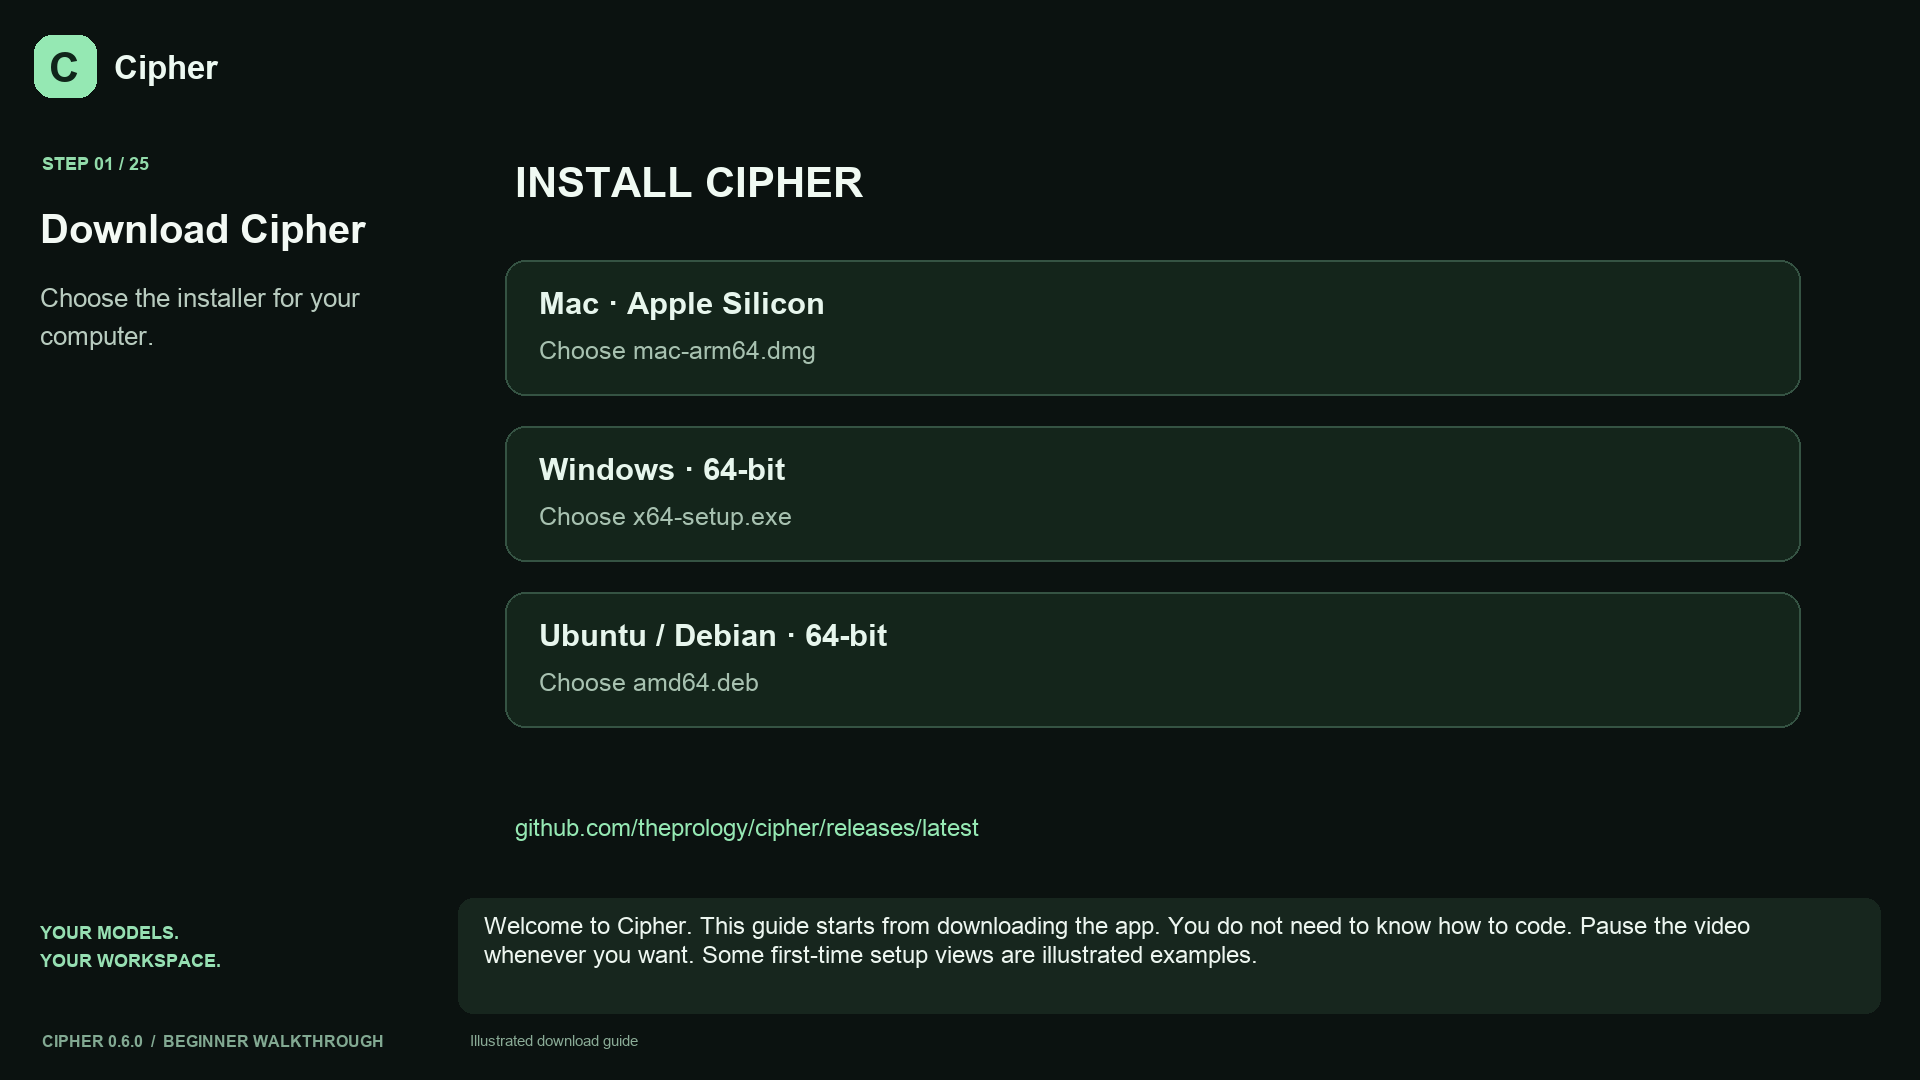 C
Cipher
STEP 01 / 25
Download Cipher
Choose the installer for your
computer.
INSTALL CIPHER
Mac · Apple Silicon
Choose mac-arm64.dmg
Windows · 64-bit
Choose x64-setup.exe
Ubuntu / Debian · 64-bit
Choose amd64.deb
github.com/theprology/cipher/releases/latest
Welcome to Cipher. This guide starts from downloading the app. You do not need to know how to code. Pause the video
whenever you want. Some first-time setup views are illustrated examples.
YOUR MODELS.
YOUR WORKSPACE.
CIPHER 0.6.0 / BEGINNER WALKTHROUGH
Illustrated download guide